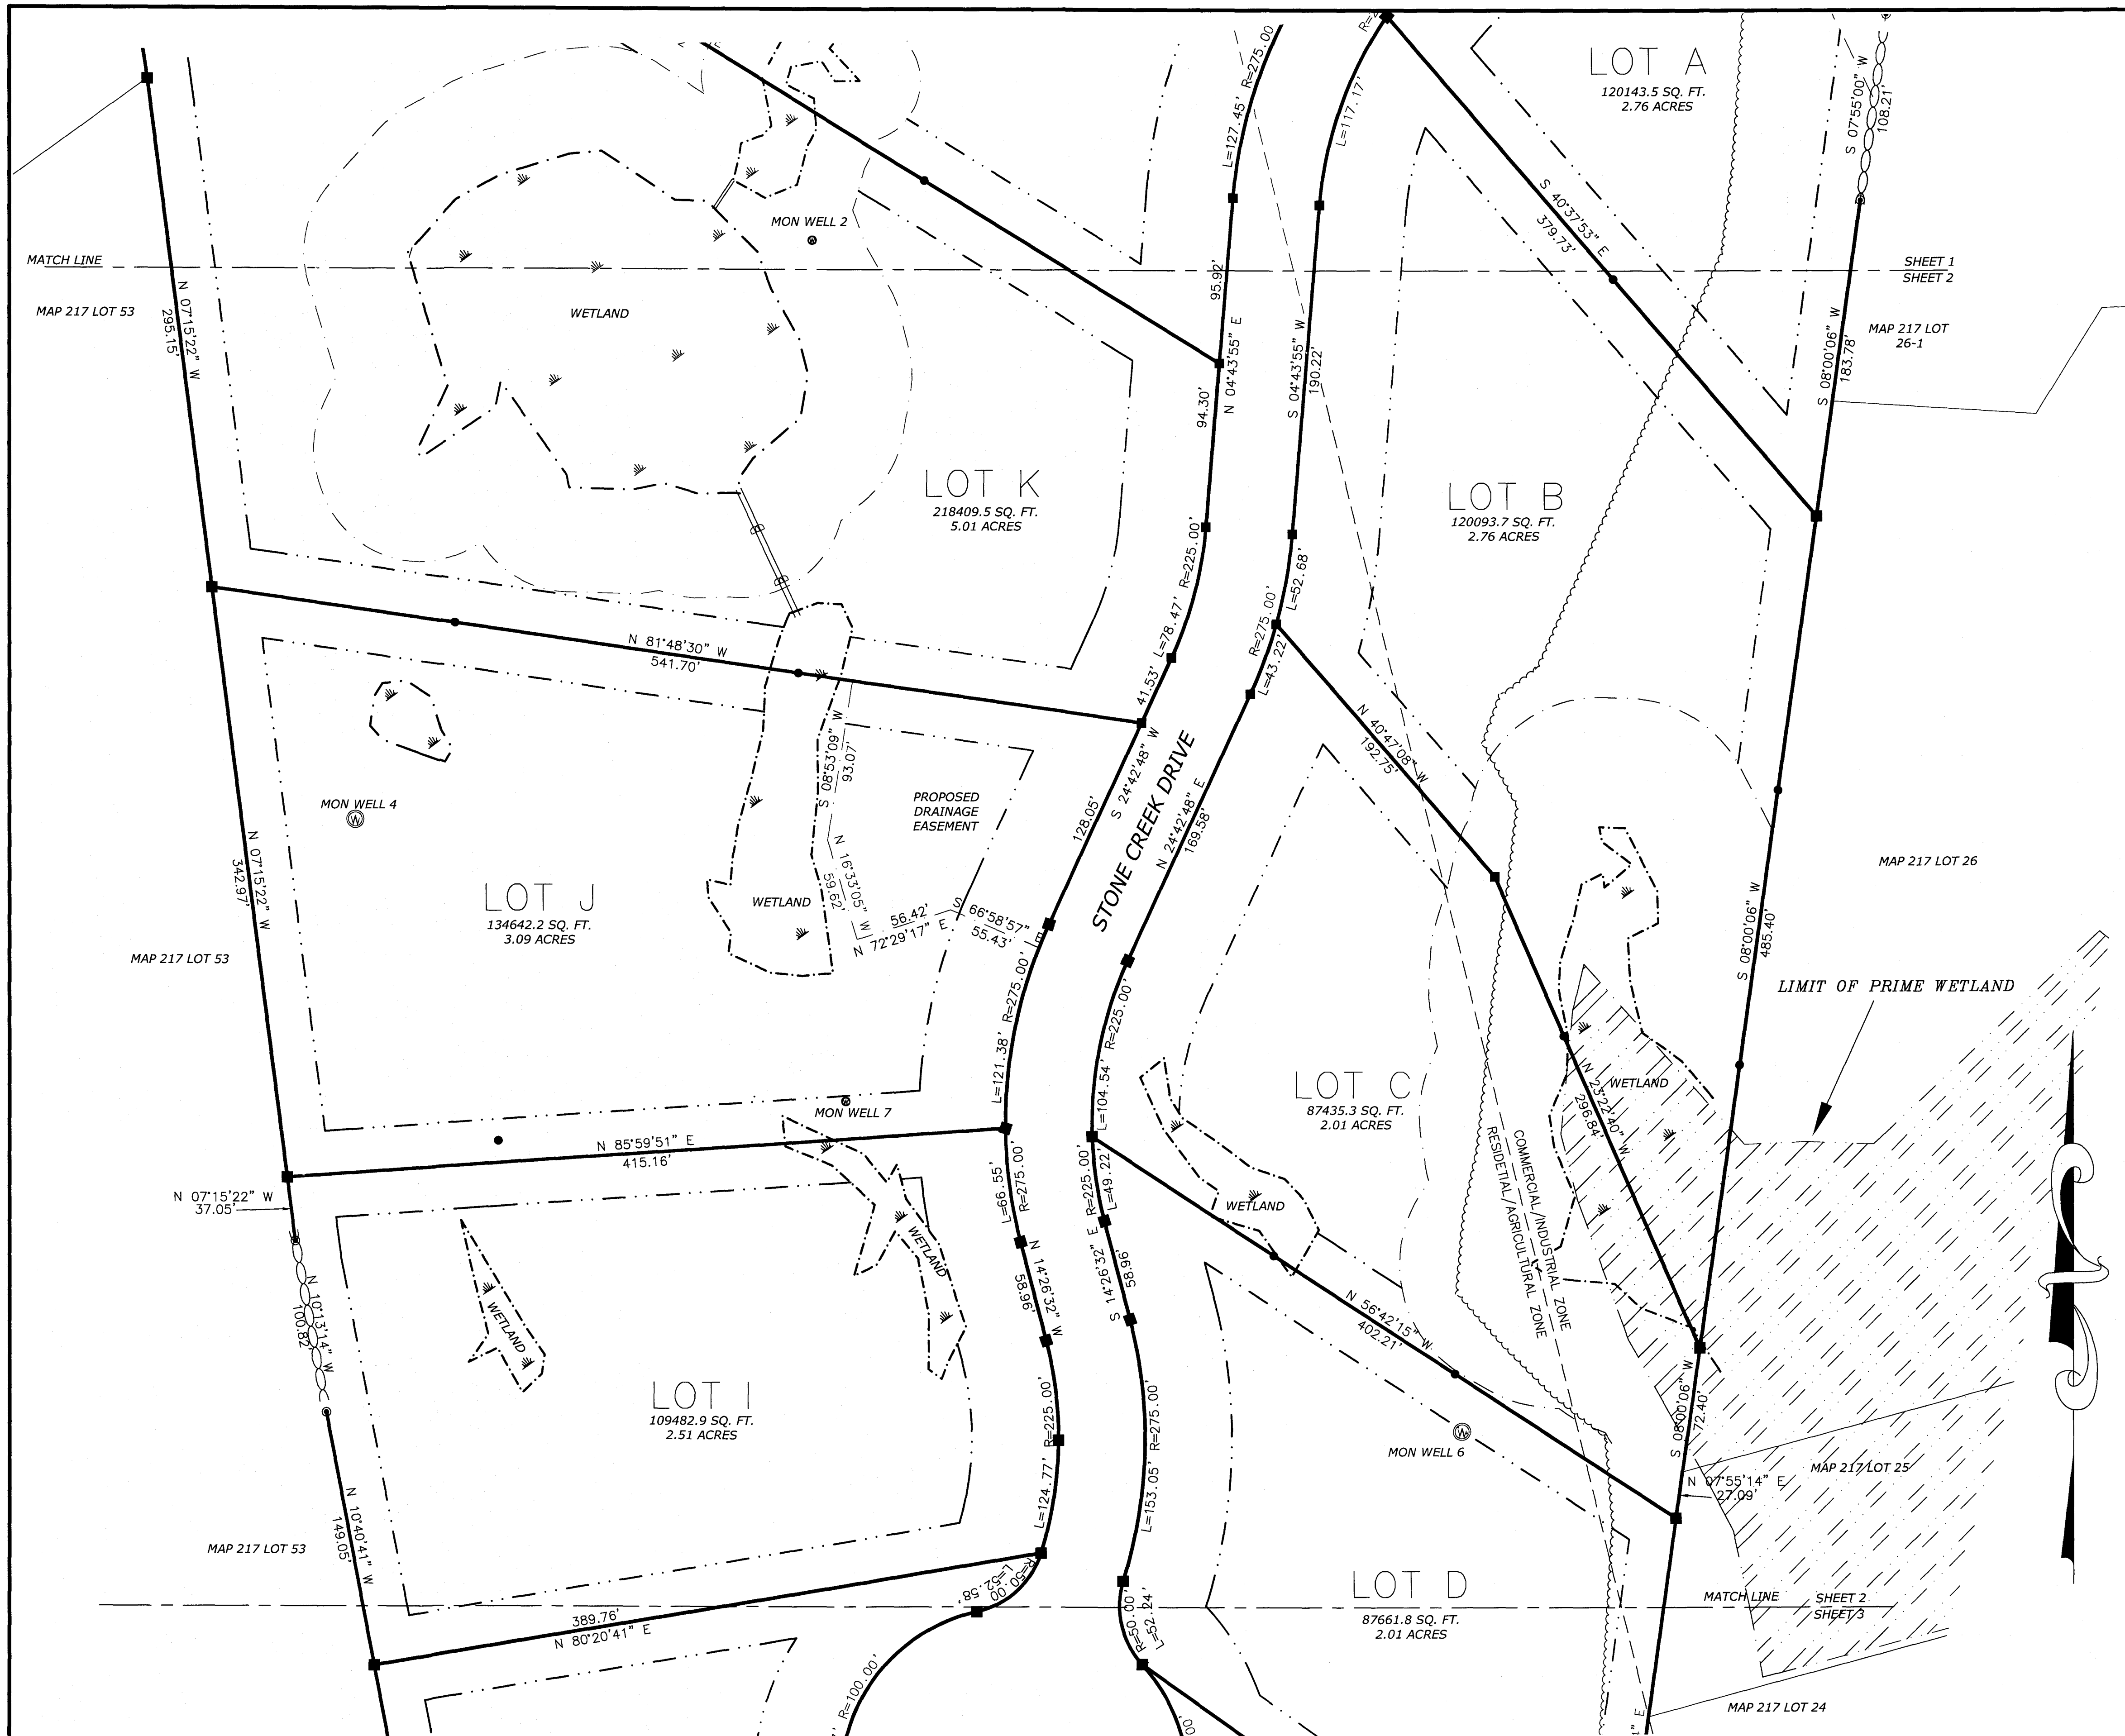 LOT A
120143.5 SQ. FT.
2.76 ACRES
S 07°55'00" W
108.21'
L=127.45' R=275.00
L=117.17'
S 40°37'53" E
379.73'
MON WELL 2
MATCH LINE
SHEET 1
SHEET 2
MAP 217 LOT 53
N 07°15'22" W
295.15'
WETLAND
95.92'
N 04°43'55" E
94.30'
S 04°43'55" W
190.22'
S 08°00'06" W
183.78'
MAP 217 LOT
26-1
LOT K
218409.5 SQ. FT.
5.01 ACRES
LOT B
120093.7 SQ. FT.
2.76 ACRES
L=78.47' R=225.00'
L=52.68'
R=275.00'
L=43.22'
N 81°48'30" W
541.70'
41.53'
S 24°42'48" W
128.05'
STONE CREEK DRIVE
N 24°42'48" E
169.58'
N 40°47'08" W
192.75'
S 08°53'09" W
93.07'
PROPOSED
DRAINAGE
EASEMENT
MON WELL 4
W
N 07°15'22" W
342.97'
LOT J
134642.2 SQ. FT.
3.09 ACRES
WETLAND
N 16°33'05" W
59.62'
56.42'
N 72°29'17" E
S 66°58'57" E
55.43'
MAP 217 LOT 26
S 08°00'06" W
485.40'
MAP 217 LOT 53
LIMIT OF PRIME WETLAND
L=121.38' R=275.00'
L=104.54' R=225.00'
WETLAND
N 23°22'40" W
296.84'
LOT C
87435.3 SQ. FT.
2.01 ACRES
MON WELL 7
N 85°59'51" E
415.16'
N 07°15'22" W
37.05'
L=66.55'
R=275.00'
R=225.00'
L=49.22'
WETLAND
COMMERCIAL/INDUSTRIAL ZONE
RESIDETIAL/AGRICULTURAL ZONE
WETLAND
WETLAND
N 10°13'14" W
100.82'
N 14°26'32" W
58.96'
S 14°26'32" E
58.96'
N 56°42'15" W
402.21'
S 08°00'06" W
72.40'
LOT I
109482.9 SQ. FT.
2.51 ACRES
L=124.77' R=225.00'
L=153.05' R=275.00'
MON WELL 6
W
MAP 217 LOT 25
N 07°55'14" E
27.09'
N 10°40'41" W
149.05'
MAP 217 LOT 53
R=50.00'
L=52.58'
LOT D
87661.8 SQ. FT.
2.01 ACRES
MATCH LINE
SHEET 2
SHEET 3
389.76'
N 80°20'41" E
R=50.00'
L=52.24'
R=100.00'
MAP 217 LOT 24